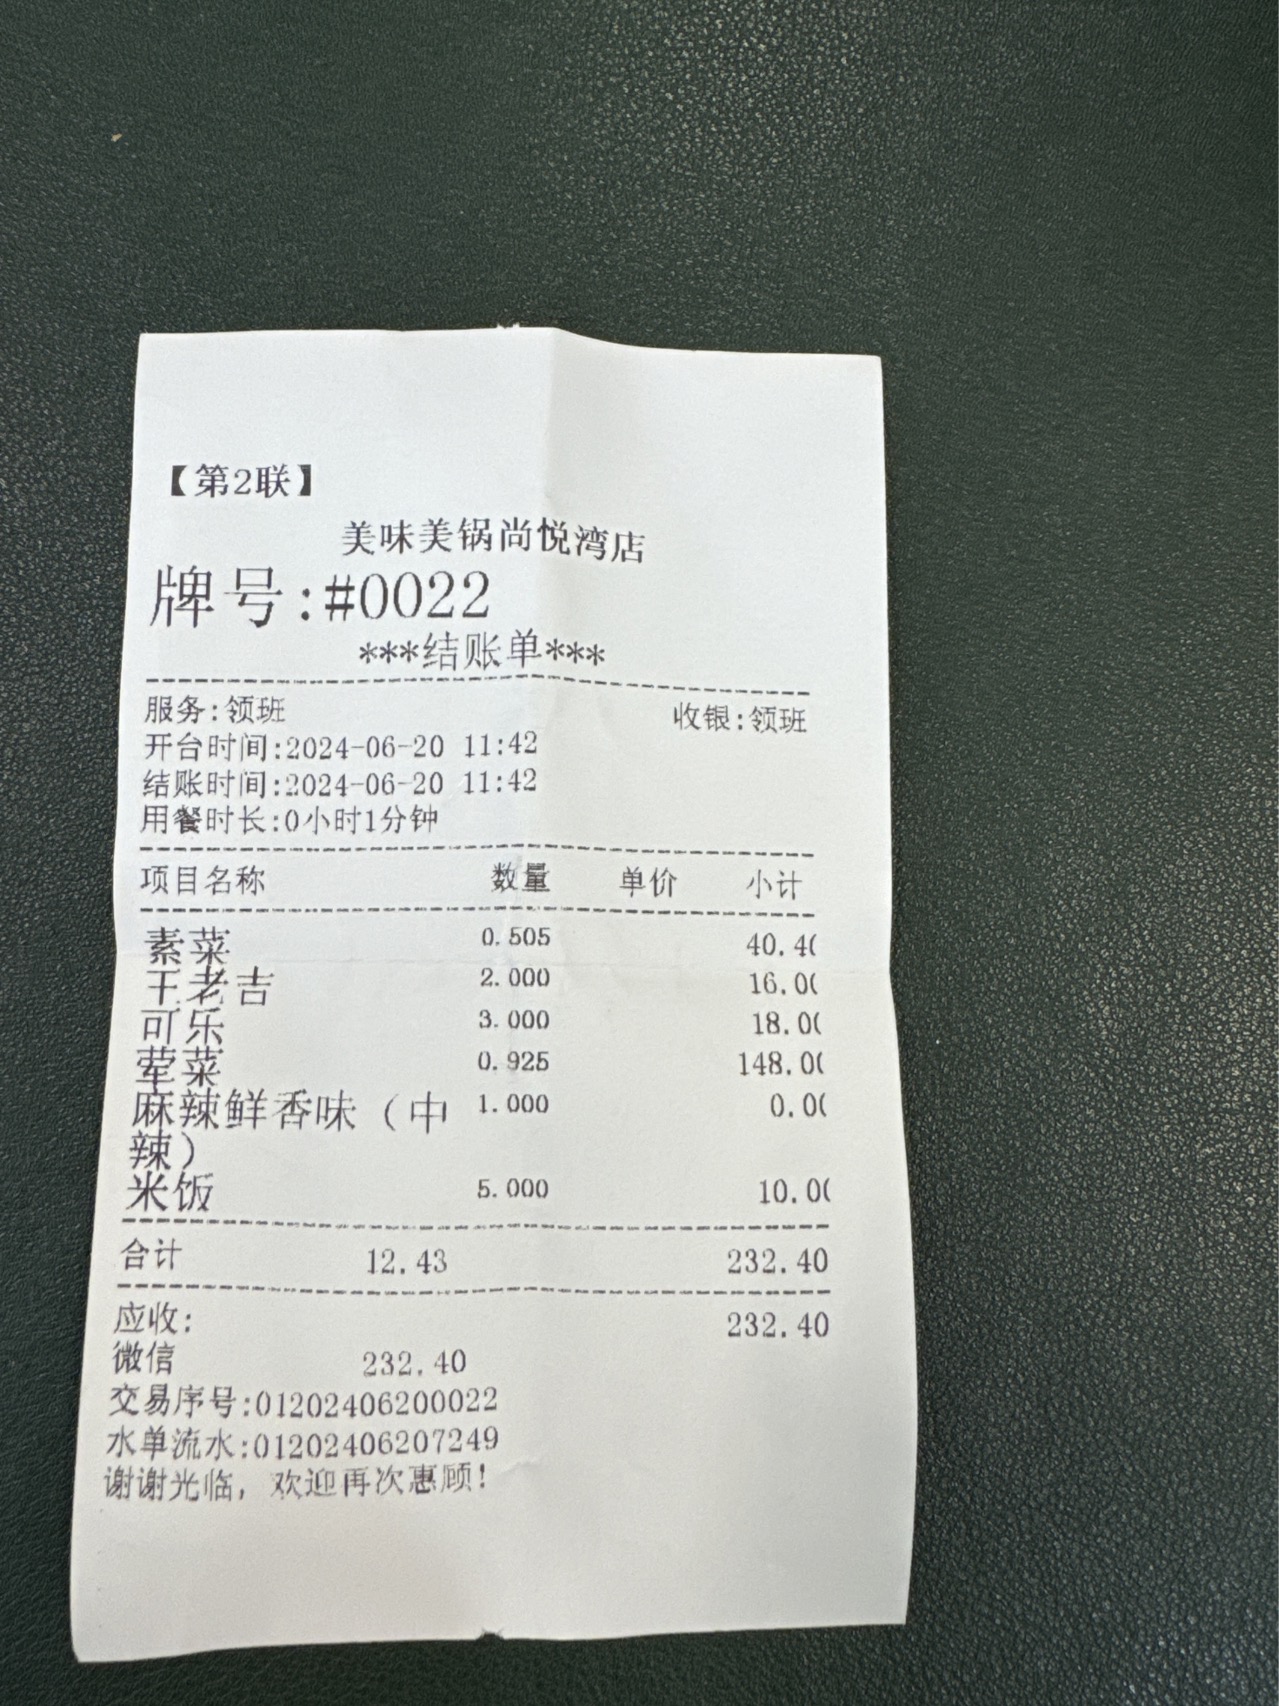 【第2联】
美味美锅尚悦湾店
牌号:#0022
***结账单***
服务:领班 收银:领班
开台时间:2024-06-20 11:42
结账时间:2024-06-20 11:42
用餐时长:0小时1分钟
项目名称 数量 单价 小计
素菜 0.505 40.40
王老吉 2.000 16.00
可乐 3.000 18.00
荤菜 0.925 148.00
麻辣鲜香味（中 1.000 0.00
辣）
米饭 5.000 10.00
合计 12.43 232.40
应收: 232.40
微信 232.40
交易序号:01202406200022
水单流水:01202406207249
谢谢光临，欢迎再次惠顾!